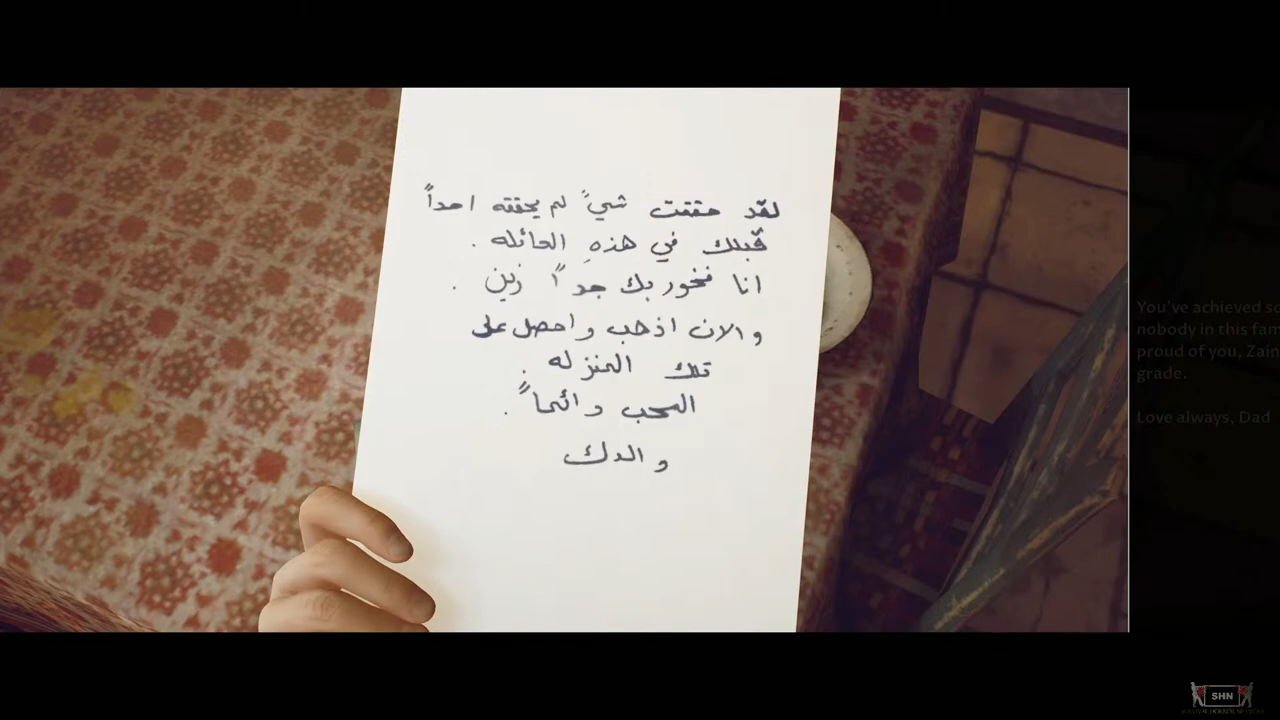 لقد حققت شيءً لم يحققه احداً
قبلك في هذهِ العائله .
انا فخور بك جداً زين .
والان اذهب واحصل على
تلك المنزله .
المحب دائماً .
والدك
You've achieved so
nobody in this fam
proud of you, Zain
grade.
Love always, Dad
SHN